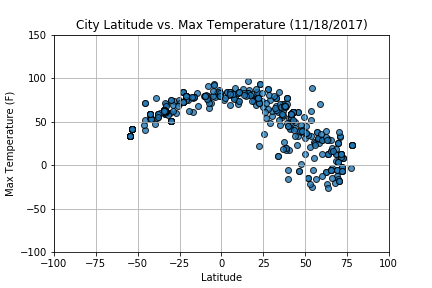 City Latitude vs. Max Temperature (11/18/2017)
150
100
50
0
−50
−100
Max Temperature (F)
−100 −75 −50 −25 0 25 50 75 100
Latitude